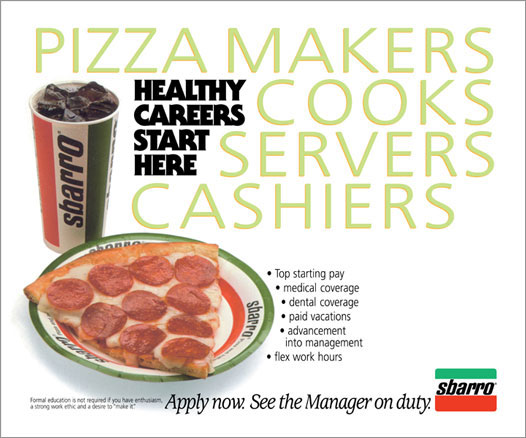 PIZZA MAKERS
HEALTHY
CAREERS
START
HERE
COOKS
SERVERS
CASHIERS
sbarro
sbarro
sbarro
• Top starting pay
• medical coverage
• dental coverage
• paid vacations
• advancement
into management
• flex work hours
sbarro
Formal education is not required if you have enthusiasm,
a strong work ethic and a desire to "make it".
Apply now. See the Manager on duty.